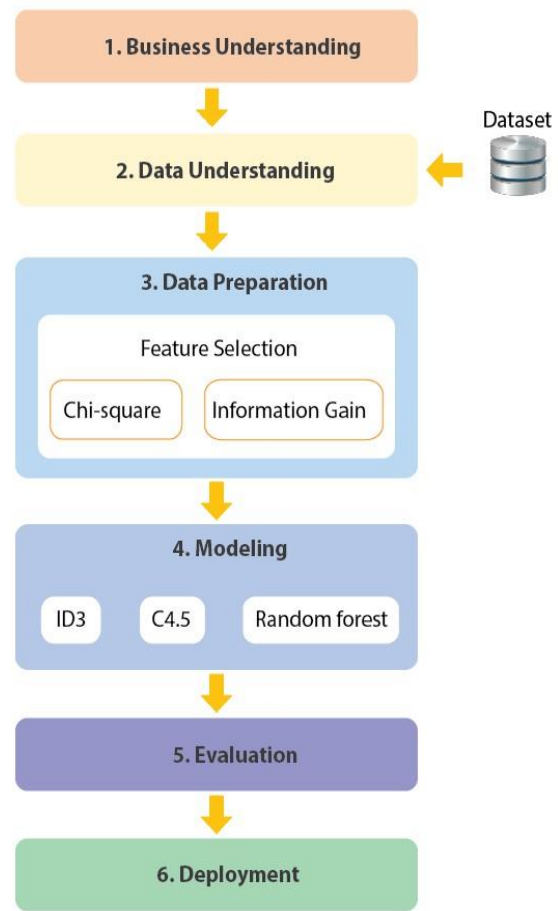 1. Business Understanding
Dataset
2. Data Understanding
3. Data Preparation
Feature Selection
Chi-square
Information Gain
4. Modeling
ID3
C4.5
Random forest
5. Evaluation
6. Deployment